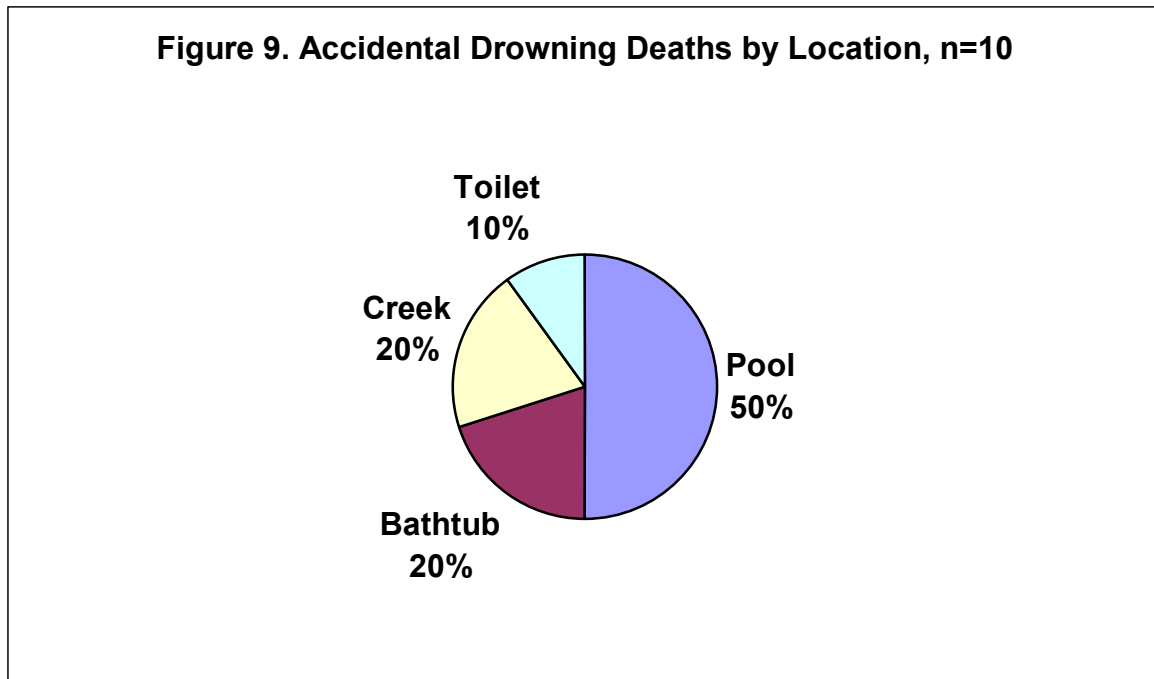 Figure 9. Accidental Drowning Deaths by Location, n=10
Toilet
10%
Creek
20%
Pool
50%
Bathtub
20%